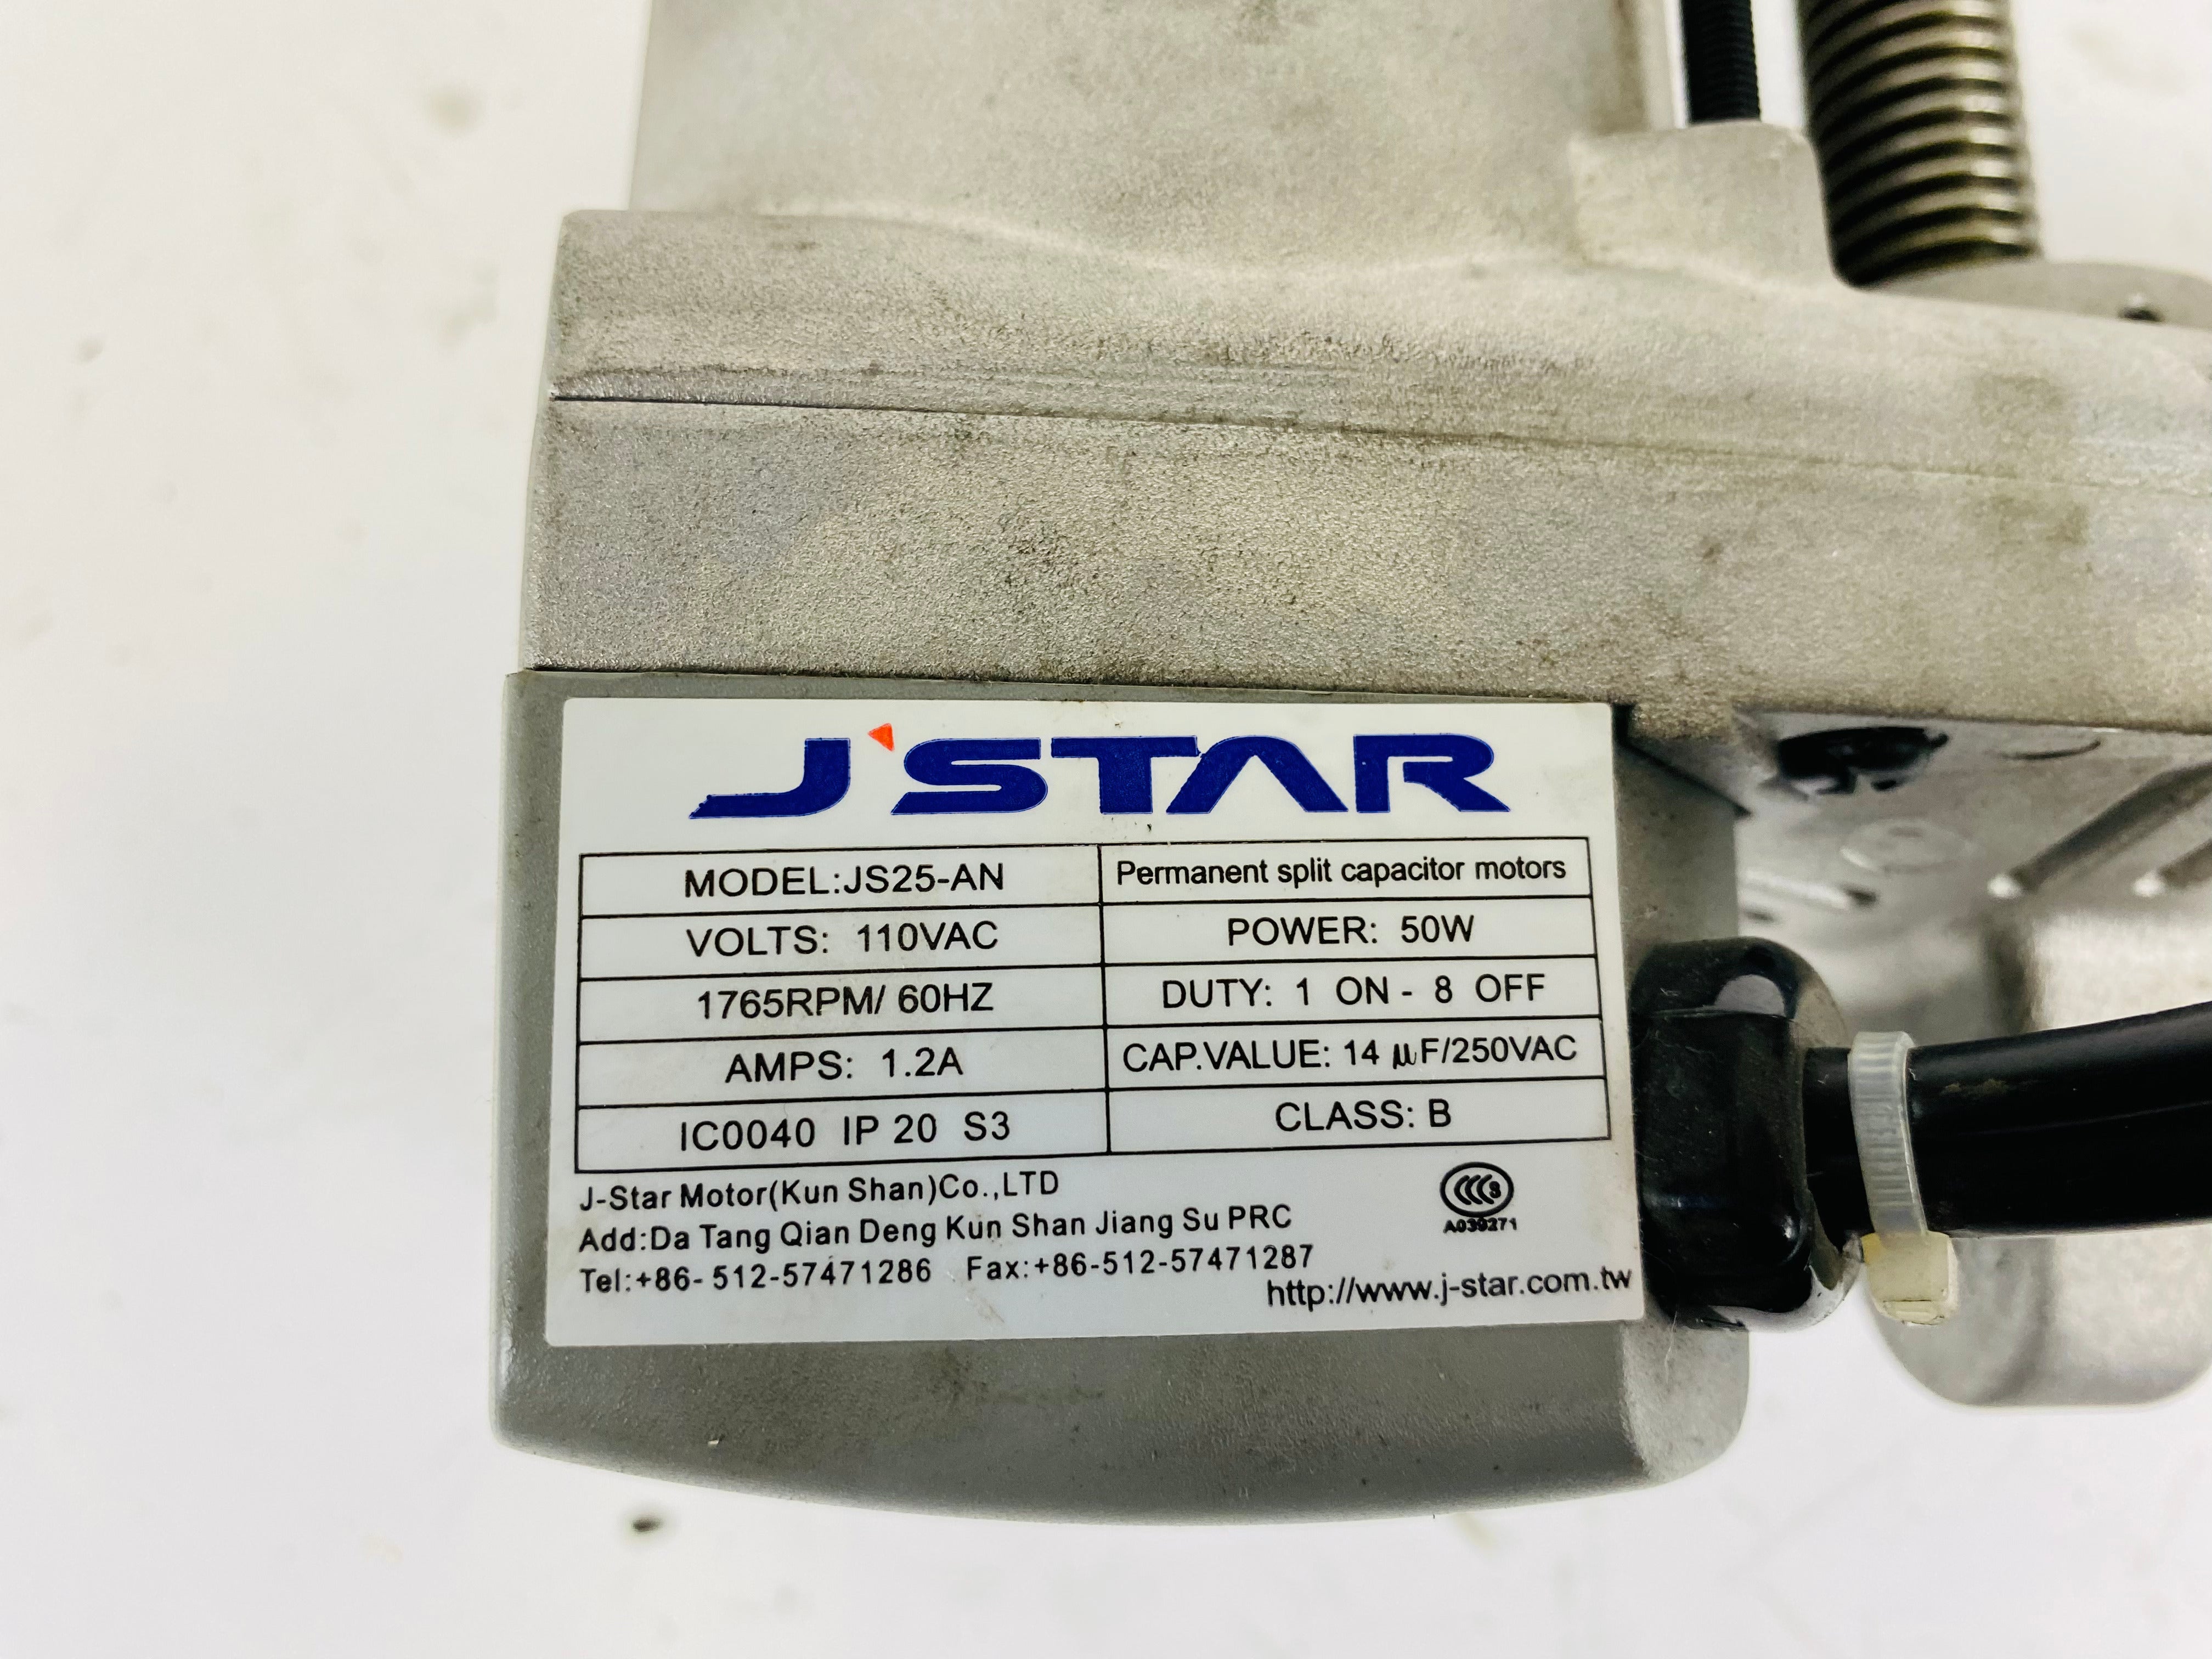 J'STAR
MODEL:JS25-AN Permanent split capacitor motors
VOLTS: 110VAC POWER: 50W
1765RPM/ 60HZ DUTY: 1 ON - 8 OFF
AMPS: 1.2A CAP.VALUE: 14 μF/250VAC
IC0040 IP 20 S3 CLASS: B
J-Star Motor(Kun Shan)Co.,LTD
Add:Da Tang Qian Deng Kun Shan Jiang Su PRC
CCC S
A039271
Tel:+86- 512-57471286 Fax:+86-512-57471287
http://www.j-star.com.tw